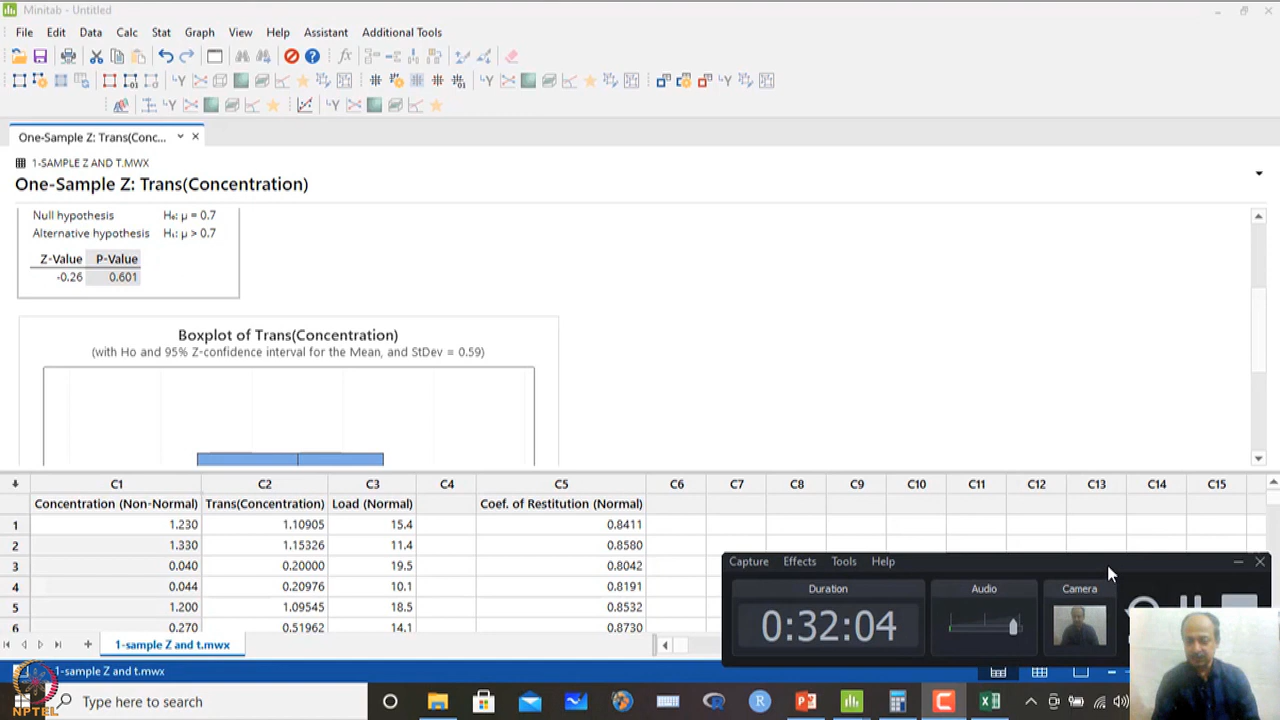 Minitab - Untitled
File Edit Data Calc Stat Graph View Help Assistant Additional Tools
One-Sample Z: Trans(Conc...
1-SAMPLE Z AND T.MWX
One-Sample Z: Trans(Concentration)
Null hypothesis H₀: μ = 0.7
Alternative hypothesis H₁: μ > 0.7
Z-Value P-Value
-0.26 0.601
Boxplot of Trans(Concentration)
(with Ho and 95% Z-confidence interval for the Mean, and StDev = 0.59)
C1 C2 C3 C4 C5 C6 C7 C8 C9 C10 C11 C12 C13 C14 C15
Concentration (Non-Normal) Trans(Concentration) Load (Normal) Coef. of Restitution (Normal)
1 1.230 1.10905 15.4 0.8411
2 1.330 1.15326 11.4 0.8580
3 0.040 0.20000 19.5 0.8042
4 0.044 0.20976 10.1 0.8191
5 1.200 1.09545 18.5 0.8532
6 0.270 0.51962 14.1 0.8730
Capture Effects Tools Help
Duration Audio Camera
0:32:04
1-sample Z and t.mwx
1-sample Z and t.mwx
NPTEL
Type here to search